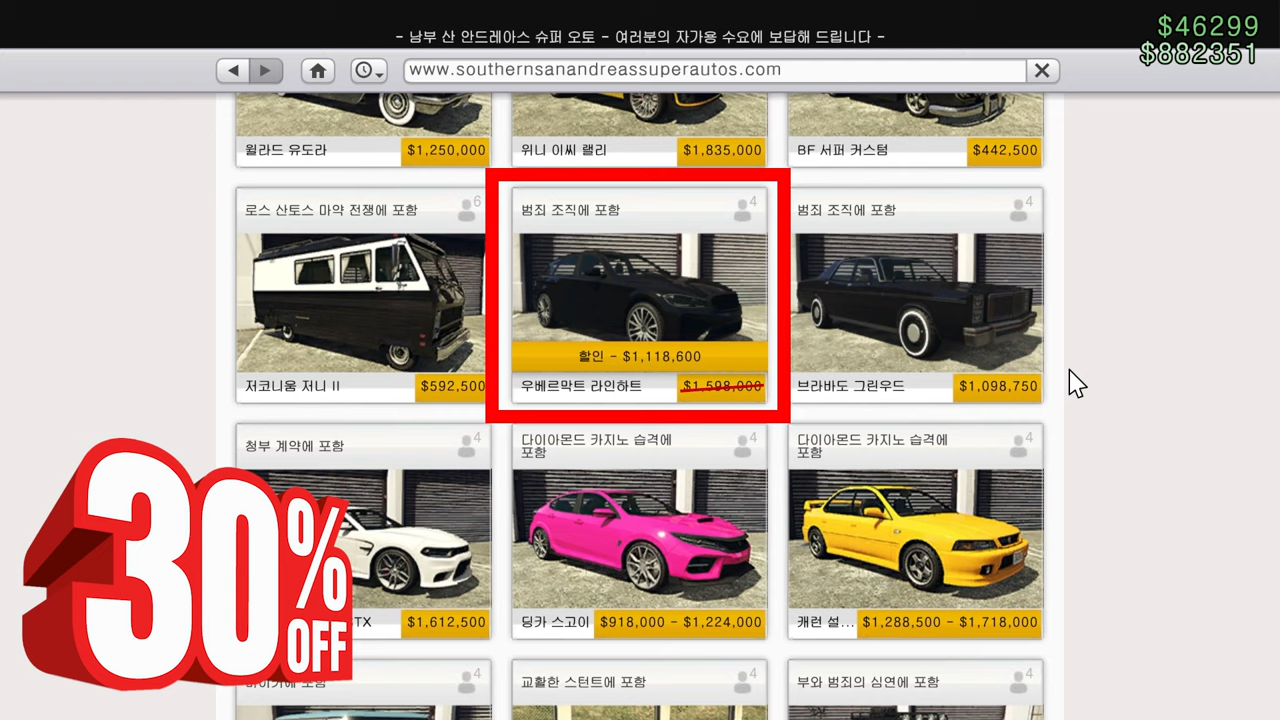 - 남부 산 안드레아스 슈퍼 오토 - 여러분의 자가용 수요에 보답해 드립니다 -
$46299
$882351
www.southernsanandreassuperautos.com
윌라드 유도라
$1,250,000
위니 이씨 랠리
$1,835,000
BF 서퍼 커스텀
$442,500
로스 산토스 마약 전쟁에 포함
6
저코니움 저니 II
$592,500
범죄 조직에 포함
4
할인 - $1,118,600
우베르막트 라인하트
$1,598,000
범죄 조직에 포함
4
브라바도 그린우드
$1,098,750
청부 계약에 포함
4
TX
$1,612,500
다이아몬드 카지노 습격에
포함
4
딩카 스고이
$918,000 - $1,224,000
다이아몬드 카지노 습격에
포함
4
캐런 설...
$1,288,500 - $1,718,000
30%
OFF
포함
4
교활한 스턴트에 포함
4
부와 범죄의 심연에 포함
4